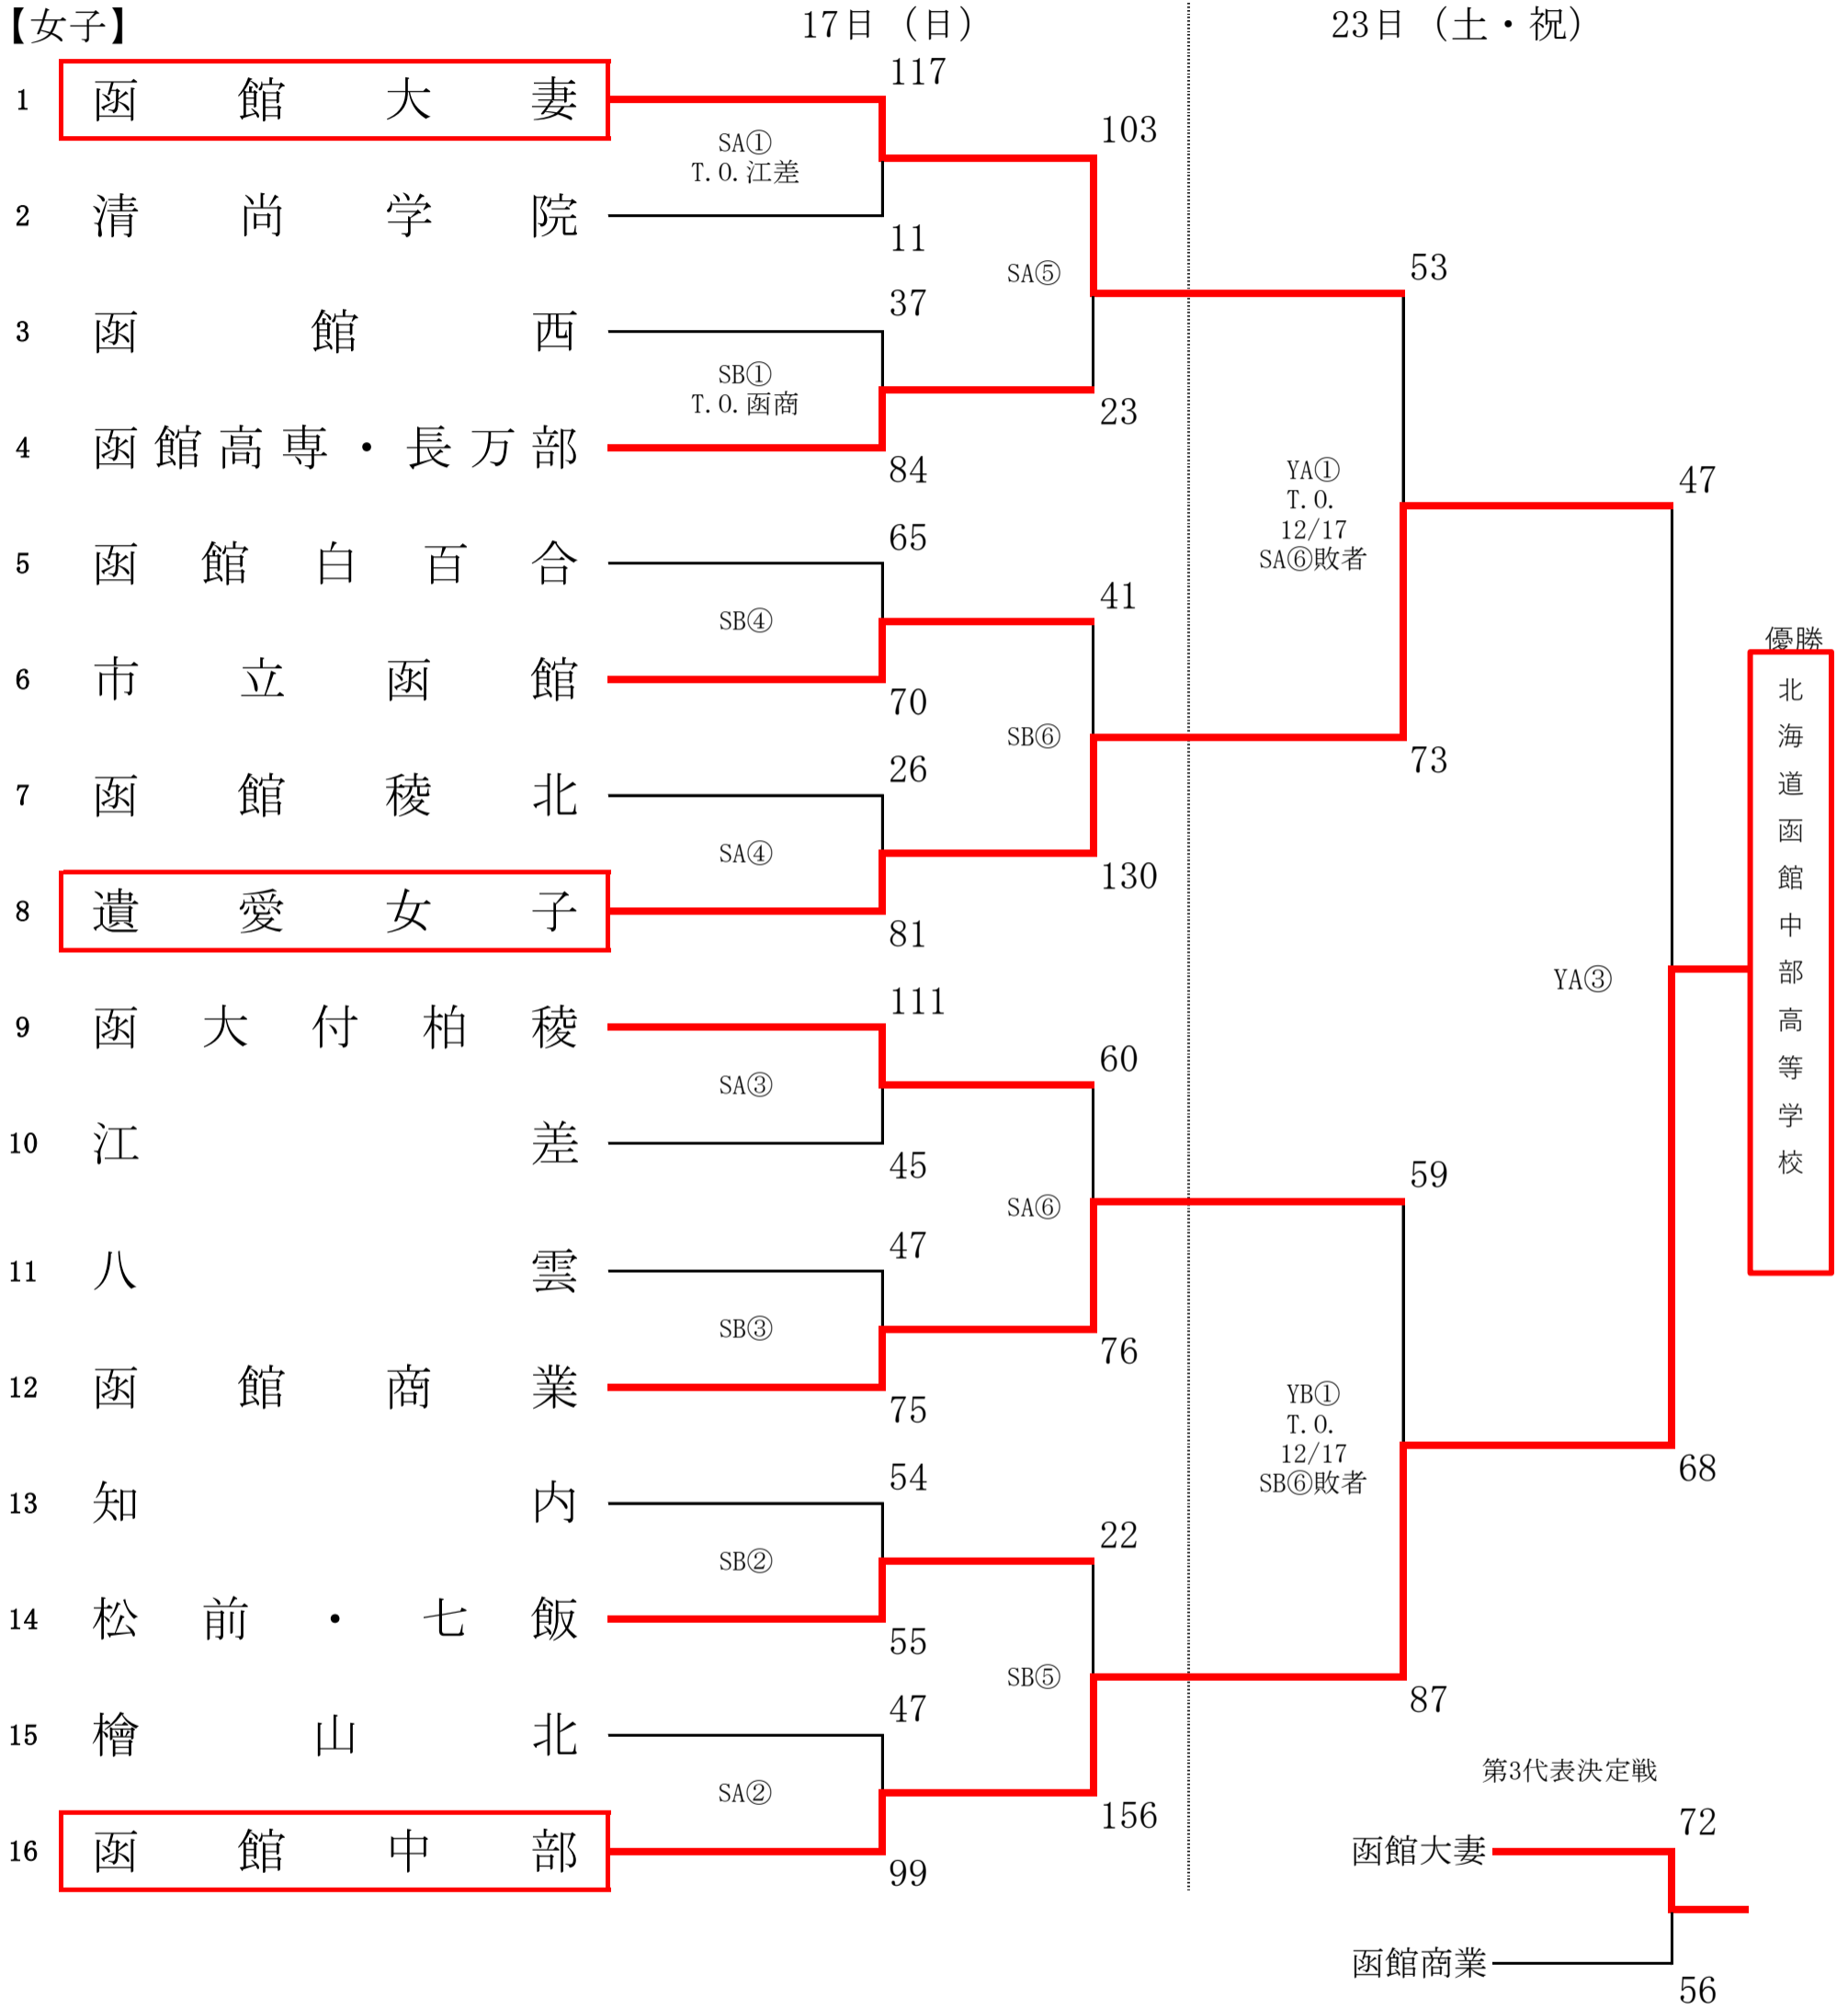 【女子】
17日（日）
23日（土・祝）
1 函館大妻
117
SA①
T.O.江差
103
2 清尚学院
11
SA⑤
53
3 函館西
37
SB①
T.O.函商
23
4 函館高専・長万部
84
YA①
T.O.
12/17
SA⑥敗者
47
5 函館白百合
65
SB④
41
6 市立函館
70
SB⑥
73
7 函館稜北
26
SA④
130
8 遺愛女子
81
優勝
北海道函館中部高等学校
YA③
9 函大付柏稜
111
SA③
60
10 江差
45
SA⑥
59
11 八雲
47
SB③
76
12 函館商業
75
YB①
T.O.
12/17
SB⑥敗者
68
13 知内
54
SB②
22
14 松前・七飯
55
SB⑤
87
15 檜山北
47
SA②
156
16 函館中部
99
第3代表決定戦
72
函館大妻
函館商業
56